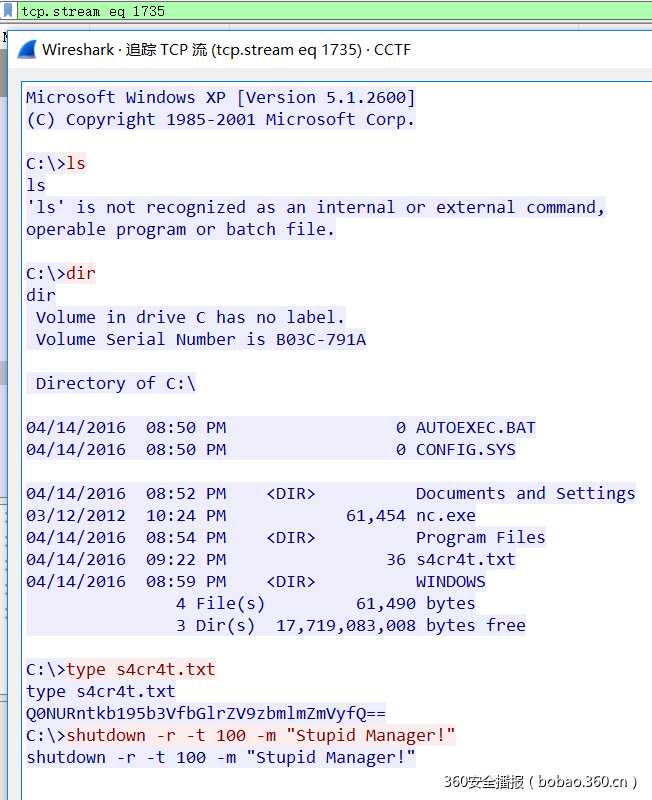 tcp.stream eq 1735
Wireshark · 追踪 TCP 流 (tcp.stream eq 1735) · CCTF
Microsoft Windows XP [Version 5.1.2600]
(C) Copyright 1985-2001 Microsoft Corp.
C:\>ls
ls
'ls' is not recognized as an internal or external command,
operable program or batch file.
C:\>dir
dir
Volume in drive C has no label.
Volume Serial Number is B03C-791A
Directory of C:\
04/14/2016  08:50 PM                 0 AUTOEXEC.BAT
04/14/2016  08:50 PM                 0 CONFIG.SYS
04/14/2016  08:52 PM    <DIR>          Documents and Settings
03/12/2012  10:24 PM            61,454 nc.exe
04/14/2016  08:54 PM    <DIR>          Program Files
04/14/2016  09:22 PM                36 s4cr4t.txt
04/14/2016  08:59 PM    <DIR>          WINDOWS
4 File(s)         61,490 bytes
3 Dir(s)  17,719,083,008 bytes free
C:\>type s4cr4t.txt
type s4cr4t.txt
Q0NURntkb195b3VfbGlrZV9zbmlmZmVyfQ==
C:\>shutdown -r -t 100 -m "Stupid Manager!"
shutdown -r -t 100 -m "Stupid Manager!"
360安全播报（bobao.360.cn）